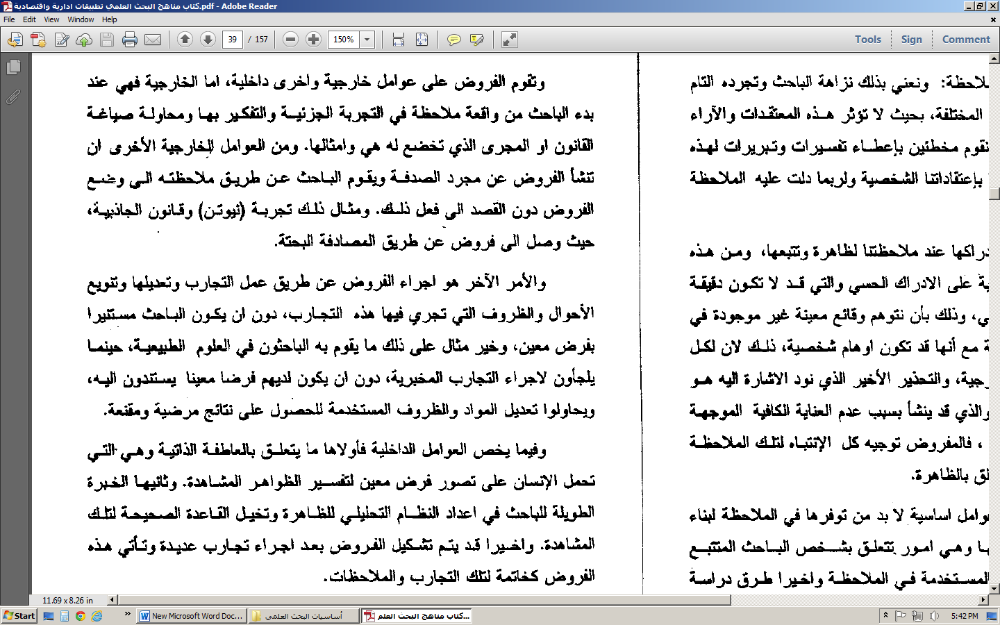 كتاب مناهج البحث العلمي تطبيقات ادارية واقتصادية.pdf - Adobe Reader
File Edit View Window Help
39 / 157 150% Tools Sign Comment
ملاحظة: ونعني بذلك نزاهة الباحث وتجرده التام
المختلفة، بحيث لا تؤثر هذه المعتقدات والآراء
نقوم مخطئين بإعطاء تفسيرات وتبريرات لهذه
بإعتقاداتنا الشخصية ولربما دلت عليه الملاحظة
دراكها عند ملاحظتنا لظاهرة وتتبعها، ومن هذه
ية على الادراك الحسي والتي قد لا تكون دقيقة
ي، وذلك بأن نتوهم وقائع معينة غير موجودة في
ة مع أنها قد تكون اوهام شخصية، ذلك لان لكل
رجية، والتحذير الأخير الذي نود الاشارة اليه هو
والذي قد ينشأ بسبب عدم العناية الكافية الموجهة
، فالمفروض توجيه كل الإنتباه لتلك الملاحظة
لق بالظاهرة.
وامل اساسية لا بد من توفرها في الملاحظة لبناء
ها وهي امور تتعلق بشخص الباحث المتتبع
لمستخدمة في الملاحظة واخيرا طرق دراسة
وتقوم الفروض على عوامل خارجية واخرى داخلية، اما الخارجية فهي عند
بدء الباحث من واقعة ملاحظة في التجربة الجزئية والتفكير بها ومحاولة صياغة
القانون او المجرى الذي تخضع له هي وامثالها. ومن العوامل الخارجية الأخرى ان
تنشأ الفروض عن مجرد الصدفة ويقوم الباحث عن طريق ملاحظته الى وضع
الفروض دون القصد الى فعل ذلك. ومثال ذلك تجربة (نيوتن) وقانون الجاذبية،
حيث وصل الى فروض عن طريق المصادفة البحتة.
والأمر الآخر هو اجراء الفروض عن طريق عمل التجارب وتعديلها وتنويع
الأحوال والظروف التي تجري فيها هذه التجارب، دون ان يكون الباحث مستنيرا
بفرض معين، وخير مثال على ذلك ما يقوم به الباحثون في العلوم الطبيعية، حينما
يلجأون لاجراء التجارب المخبرية، دون ان يكون لديهم فرضا معينا يستندون اليه،
ويحاولوا تعديل المواد والظروف المستخدمة للحصول على نتائج مرضية ومقنعة.
وفيما يخص العوامل الداخلية فأولاها ما يتعلق بالعاطفة الذاتية وهي التي
تحمل الإنسان على تصور فرض معين لتفسير الظواهر المشاهدة. وثانيها الخبرة
الطويلة للباحث في اعداد النظام التحليلي للظاهرة وتخيل القاعدة الصحيحة لتلك
المشاهدة. واخيرا قد يتم تشكيل الفروض بعد اجراء تجارب عديدة وتأتي هذه
الفروض كخاتمة لتلك التجارب والملاحظات.
11.69 x 8.26 in
Start » New Microsoft Word Doc... أساسيات البحث العلمي كتاب مناهج البحث العلم... 5:42 PM